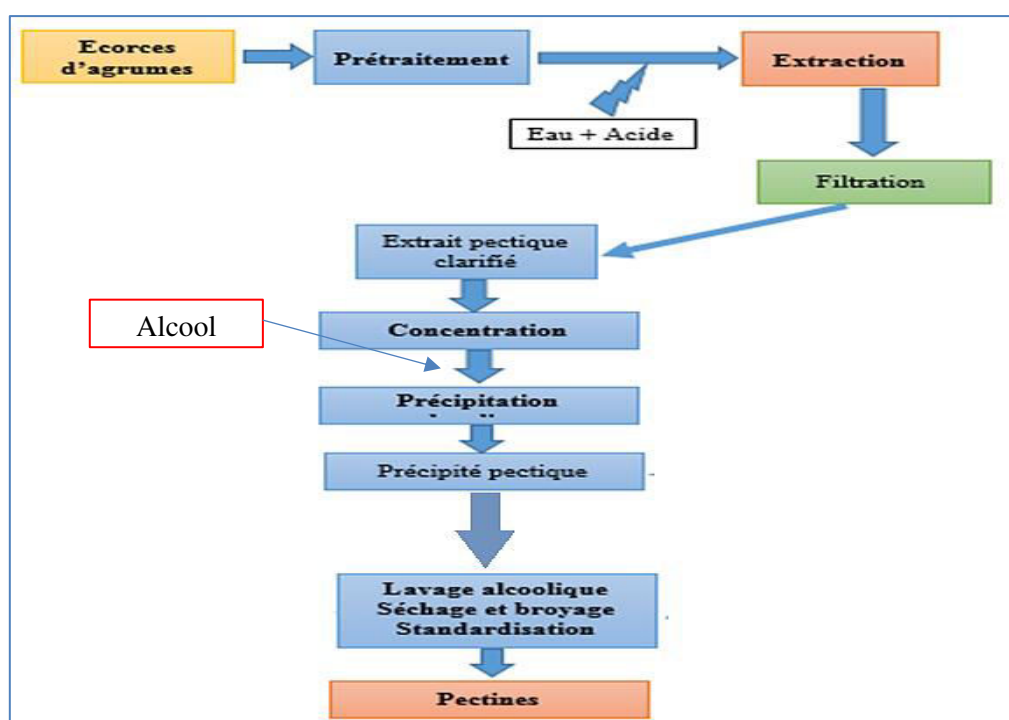 Ecorces
d'agrumes
Prétraitement
Extraction
Eau + Acide
Filtration
Extrait pectique
clarifié
Alcool
Concentration
Précipitation
Précipité pectique
Lavage alcoolique
Séchage et broyage
Standardisation
Pectines